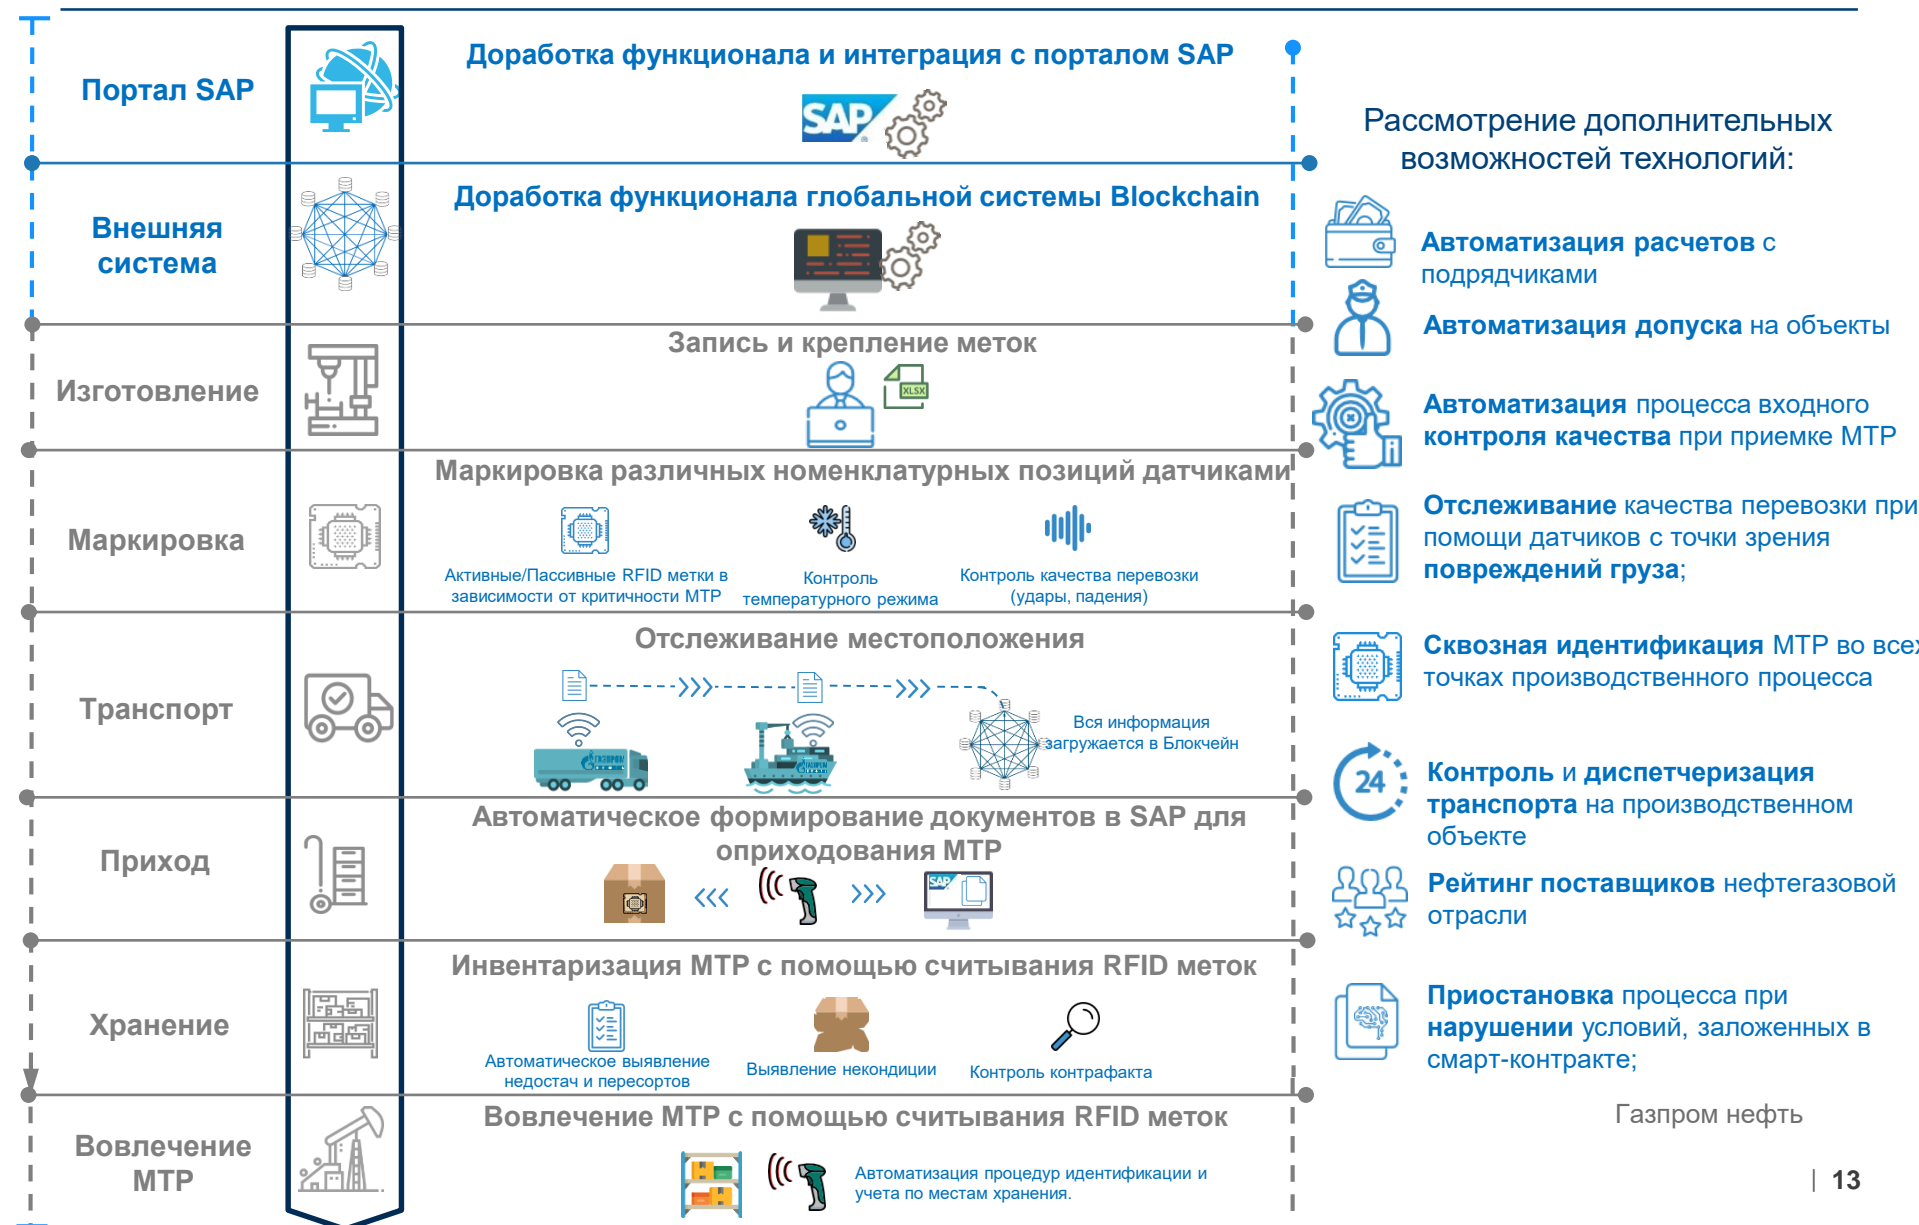 Портал SAP
Доработка функционала и интеграция с порталом SAP
SAP
Внешняя
система
Доработка функционала глобальной системы Blockchain
Изготовление
Запись и крепление меток
XLSX
Маркировка
Маркировка различных номенклатурных позиций датчиками
Активные/Пассивные RFID метки в
зависимости от критичности МТР
Контроль
температурного режима
Контроль качества перевозки
(удары, падения)
Транспорт
Отслеживание местоположения
ГАЗПРОМ
ГАЗПРОМ
Вся информация
загружается в Блокчейн
Приход
Автоматическое формирование документов в SAP для
оприходования МТР
SAP
Хранение
Инвентаризация МТР с помощью считывания RFID меток
Автоматическое выявление
недостач и пересортов
Выявление некондиции
Контроль контрафакта
Вовлечение
МТР
Вовлечение МТР с помощью считывания RFID меток
Автоматизация процедур идентификации и
учета по местам хранения.
Рассмотрение дополнительных
возможностей технологий:
Автоматизация расчетов с
подрядчиками
Автоматизация допуска на объекты
Автоматизация процесса входного
контроля качества при приемке МТР
Отслеживание качества перевозки при
помощи датчиков с точки зрения
повреждений груза;
Сквозная идентификация МТР во всех
точках производственного процесса
24
Контроль и диспетчеризация
транспорта на производственном
объекте
Рейтинг поставщиков нефтегазовой
отрасли
Приостановка процесса при
нарушении условий, заложенных в
смарт-контракте;
Газпром нефть
| 13